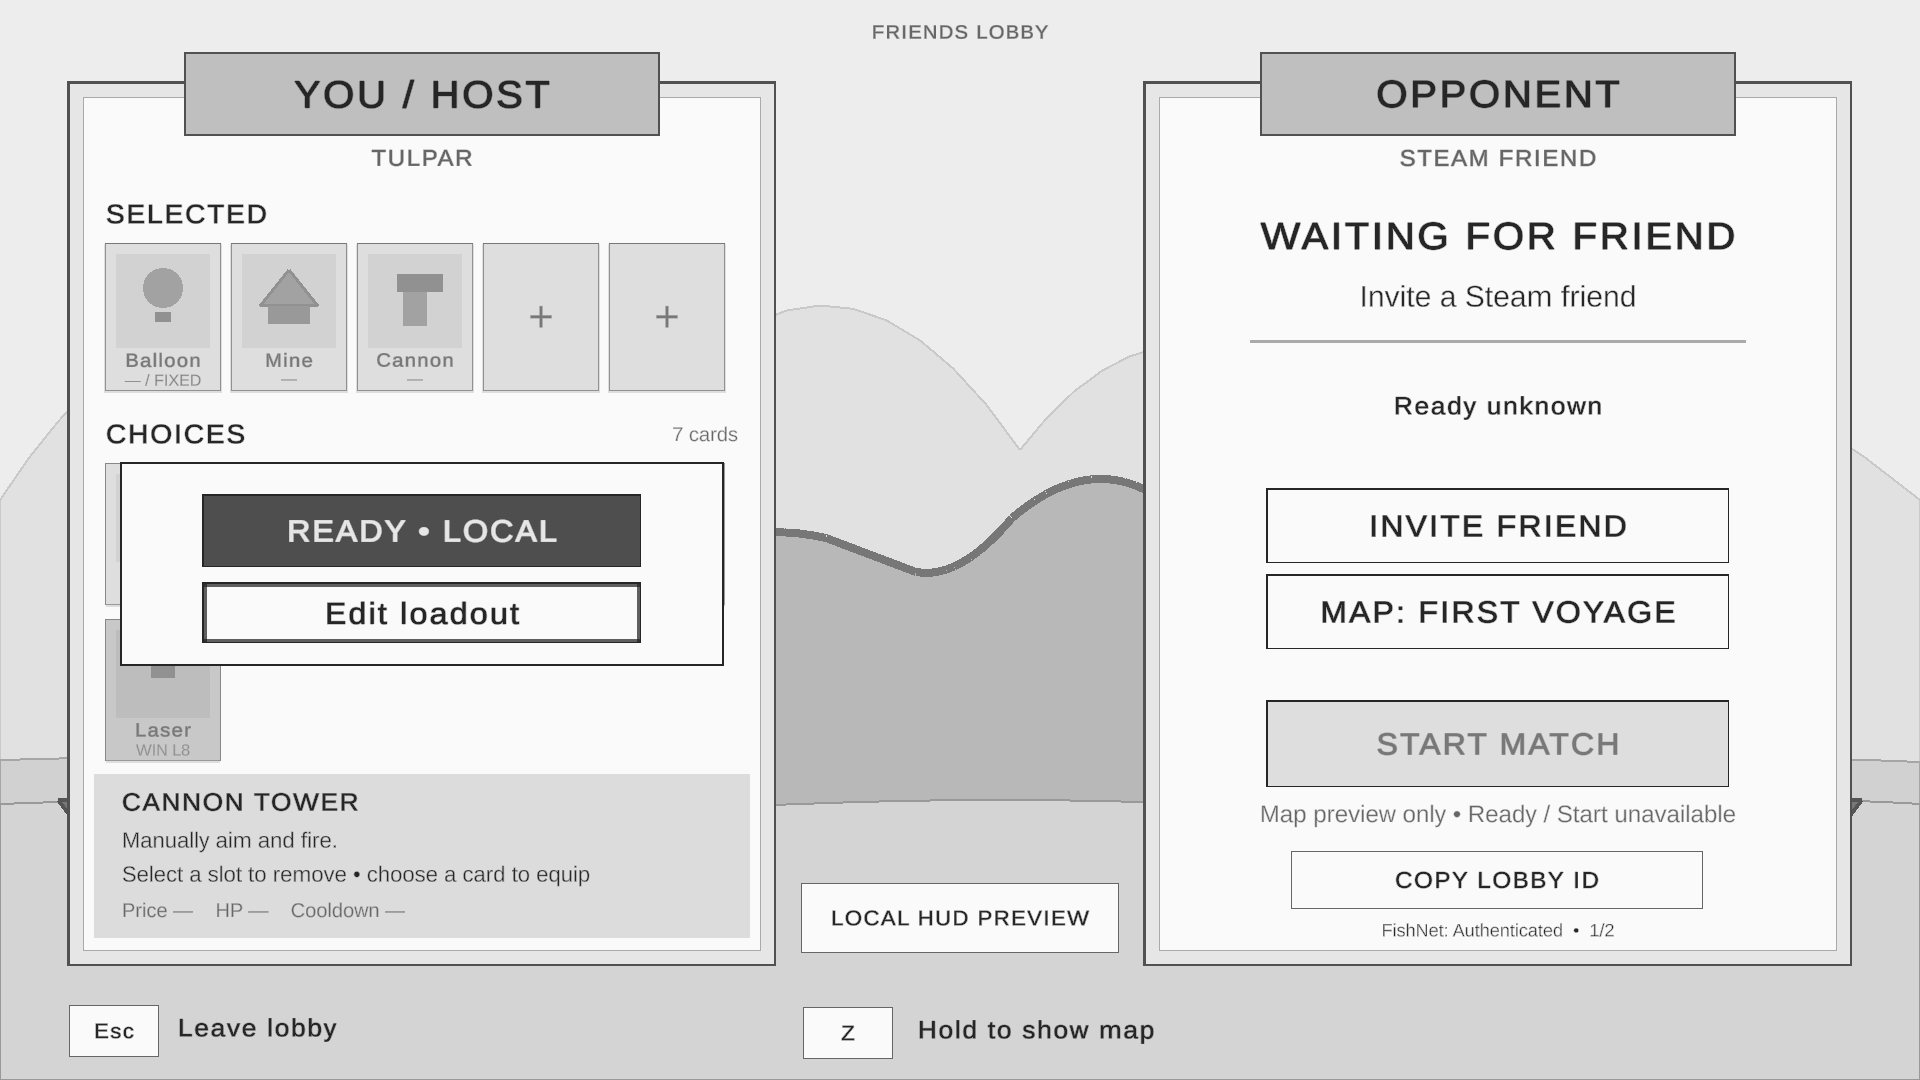 FRIENDS LOBBY
YOU / HOST
TULPAR
SELECTED
Balloon
— / FIXED
Mine
—
Cannon
—
+
+
CHOICES
7 cards
READY • LOCAL
Edit loadout
Laser
WIN L8
CANNON TOWER
Manually aim and fire.
Select a slot to remove • choose a card to equip
Price — HP — Cooldown —
OPPONENT
STEAM FRIEND
WAITING FOR FRIEND
Invite a Steam friend
Ready unknown
INVITE FRIEND
MAP: FIRST VOYAGE
START MATCH
Map preview only • Ready / Start unavailable
COPY LOBBY ID
FishNet: Authenticated • 1/2
LOCAL HUD PREVIEW
Esc Leave lobby
Z Hold to show map